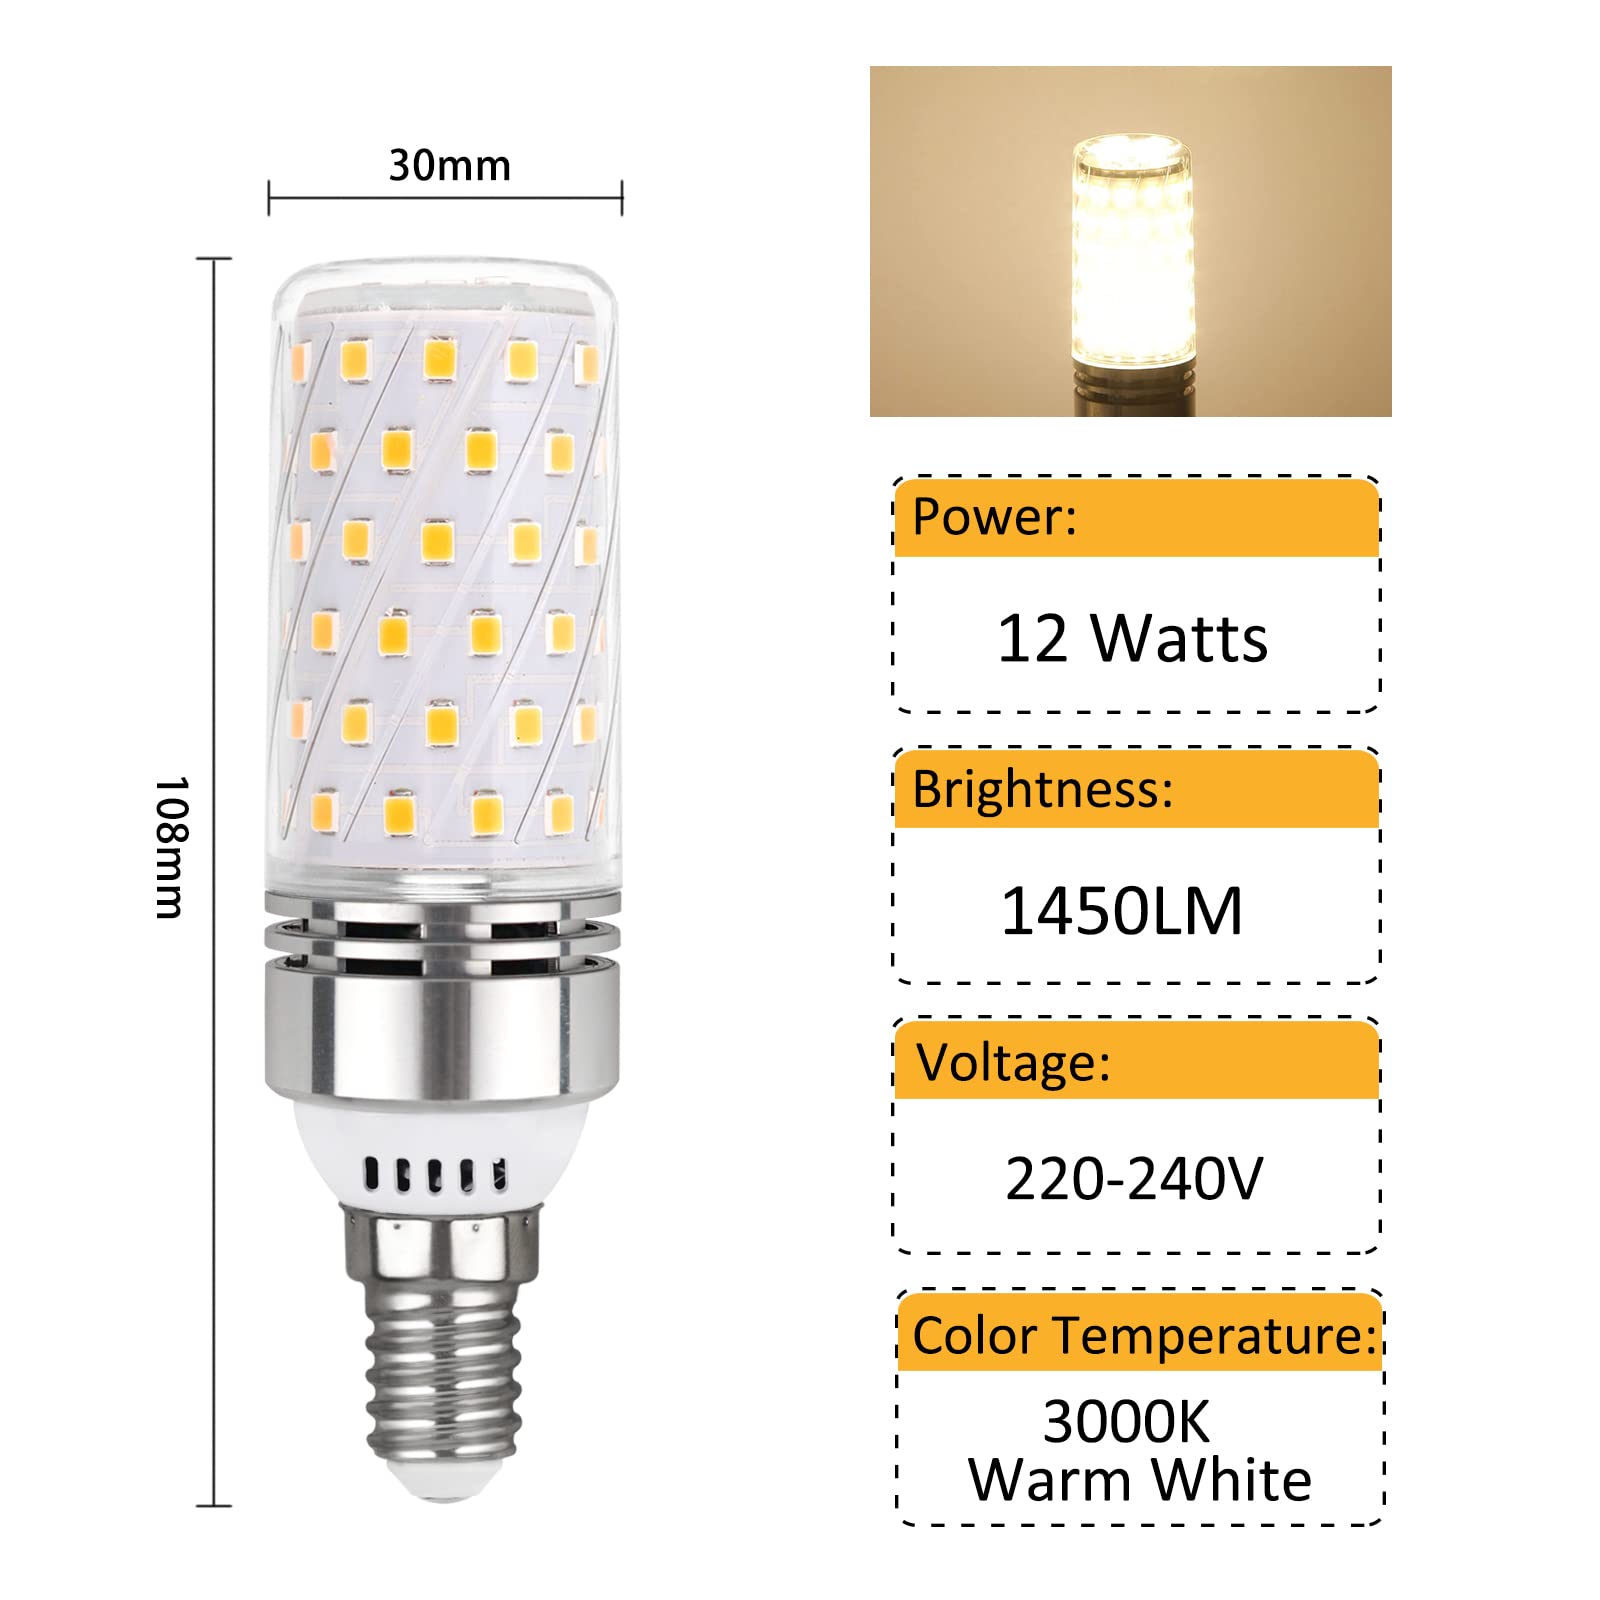 30mm
108mm
Power:
12 Watts
Brightness:
1450LM
Voltage:
220-240V
Color Temperature:
3000K
Warm White